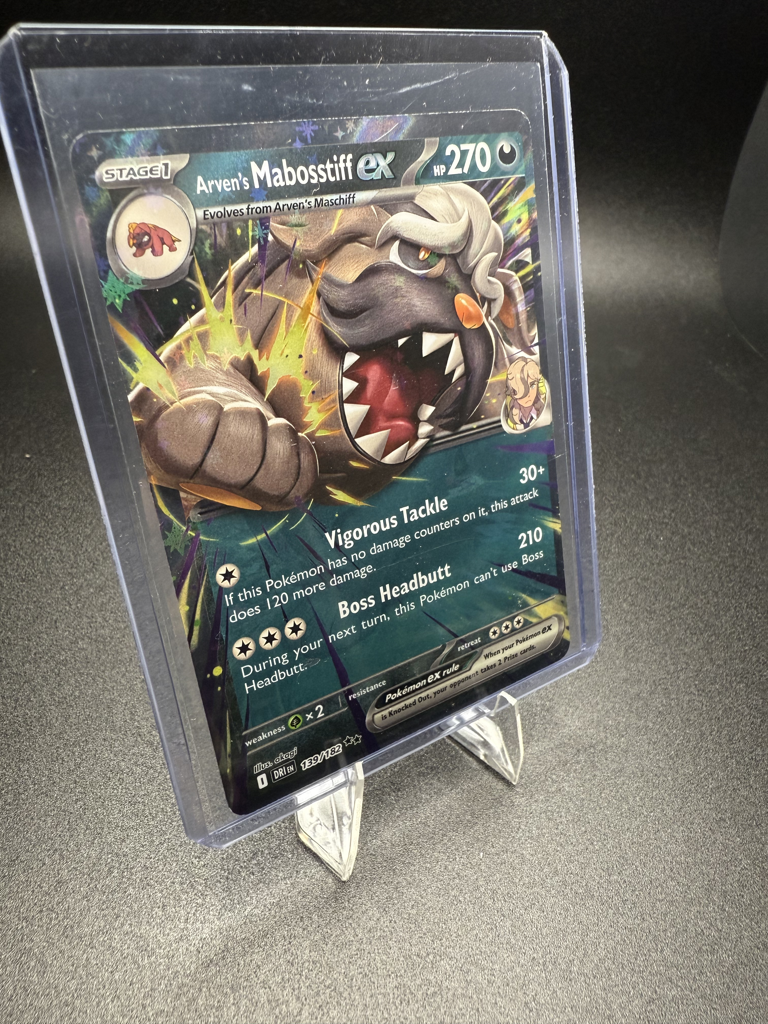 STAGE1 Arven's Mabosstiff ex HP 270
Evolves from Arven's Maschiff
Vigorous Tackle 30+
If this Pokémon has no damage counters on it, this attack
does 120 more damage.
Boss Headbutt 210
During your next turn, this Pokémon can't use Boss
Headbutt.
weakness ×2 resistance retreat
Pokémon ex rule
When your Pokémon ex
is Knocked Out, your opponent takes 2 Prize cards.
Illus. akagi
I DRI EN 139/182